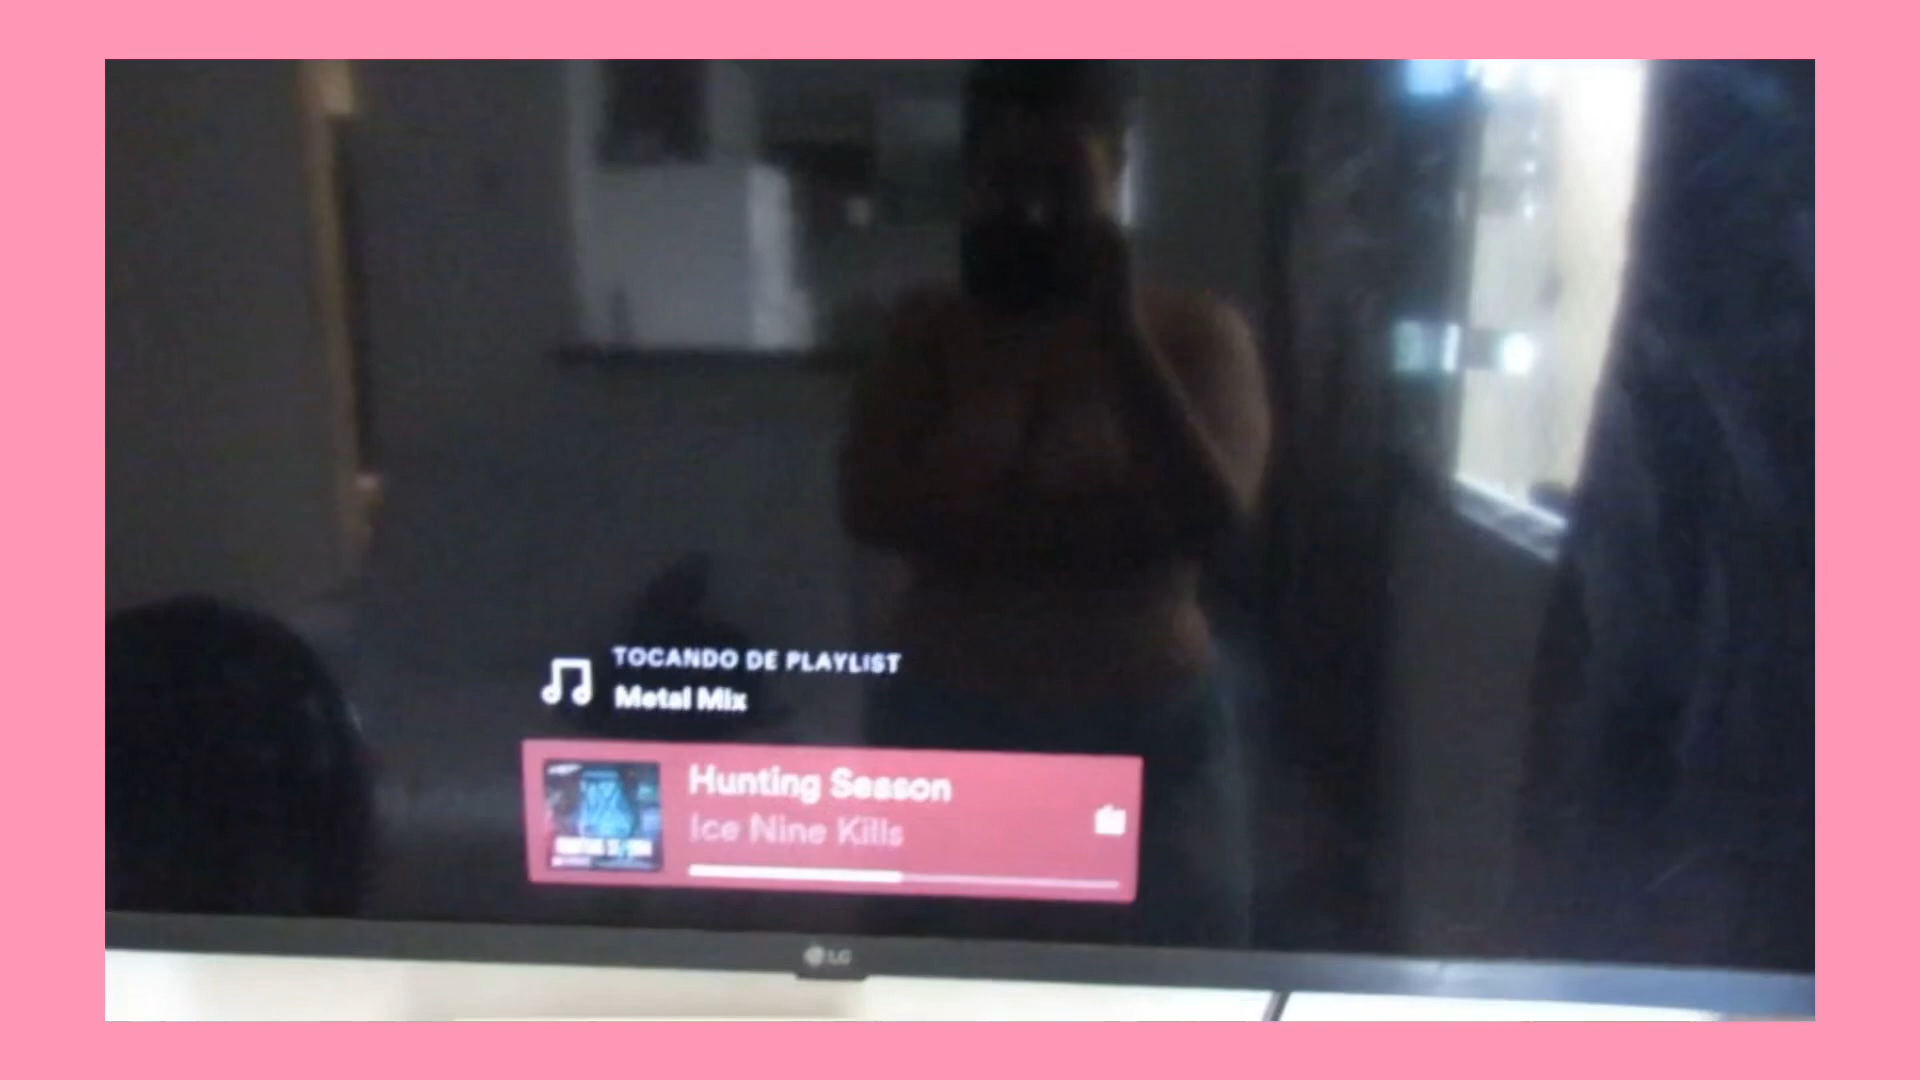 TOCANDO DE PLAYLIST
Metal Mix
Hunting Season
Ice Nine Kills
LG